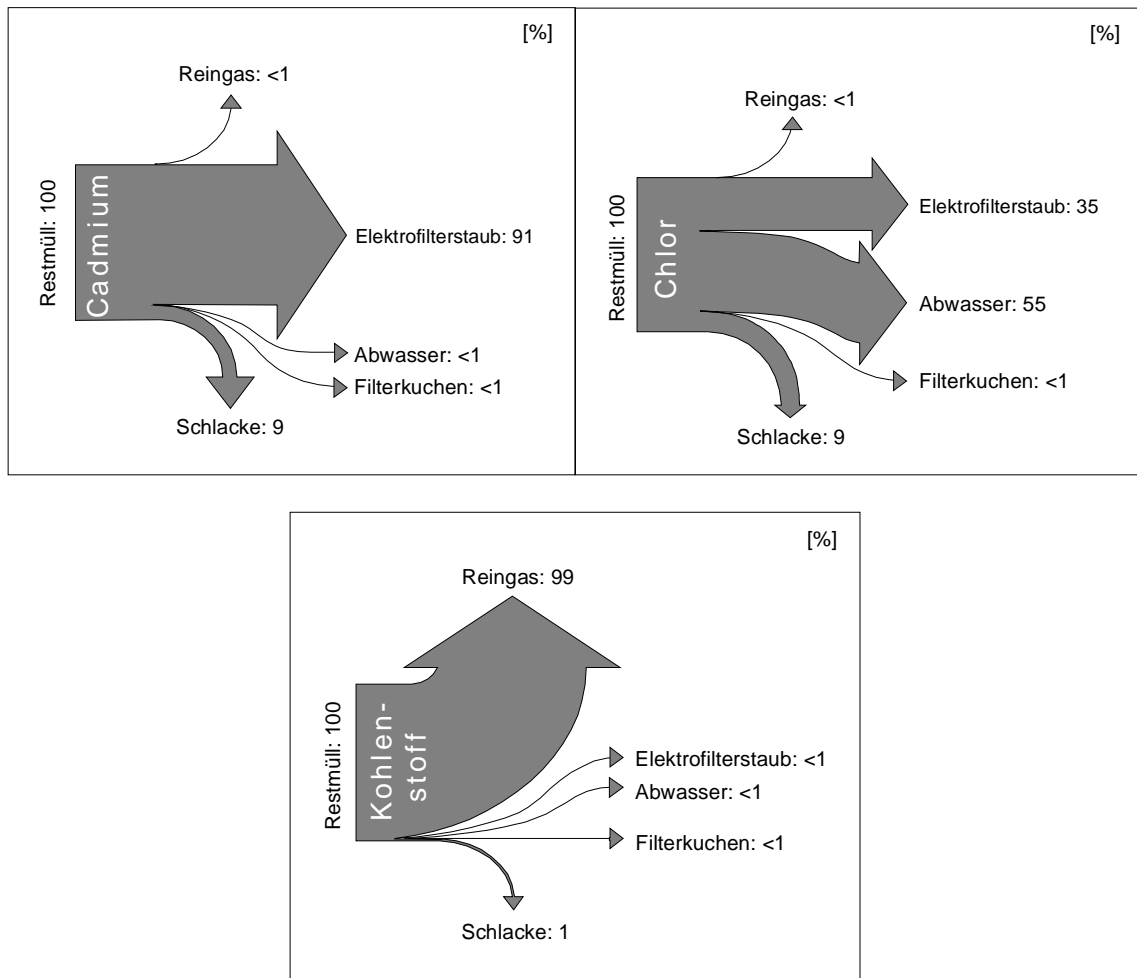 [%]
Reingas: <1
Restmüll: 100
Cadmium
Elektrofilterstaub: 91
Abwasser: <1
Filterkuchen: <1
Schlacke: 9
[%]
Reingas: <1
Restmüll: 100
Chlor
Elektrofilterstaub: 35
Abwasser: 55
Filterkuchen: <1
Schlacke: 9
[%]
Reingas: 99
Restmüll: 100
Kohlen-
stoff
Elektrofilterstaub: <1
Abwasser: <1
Filterkuchen: <1
Schlacke: 1